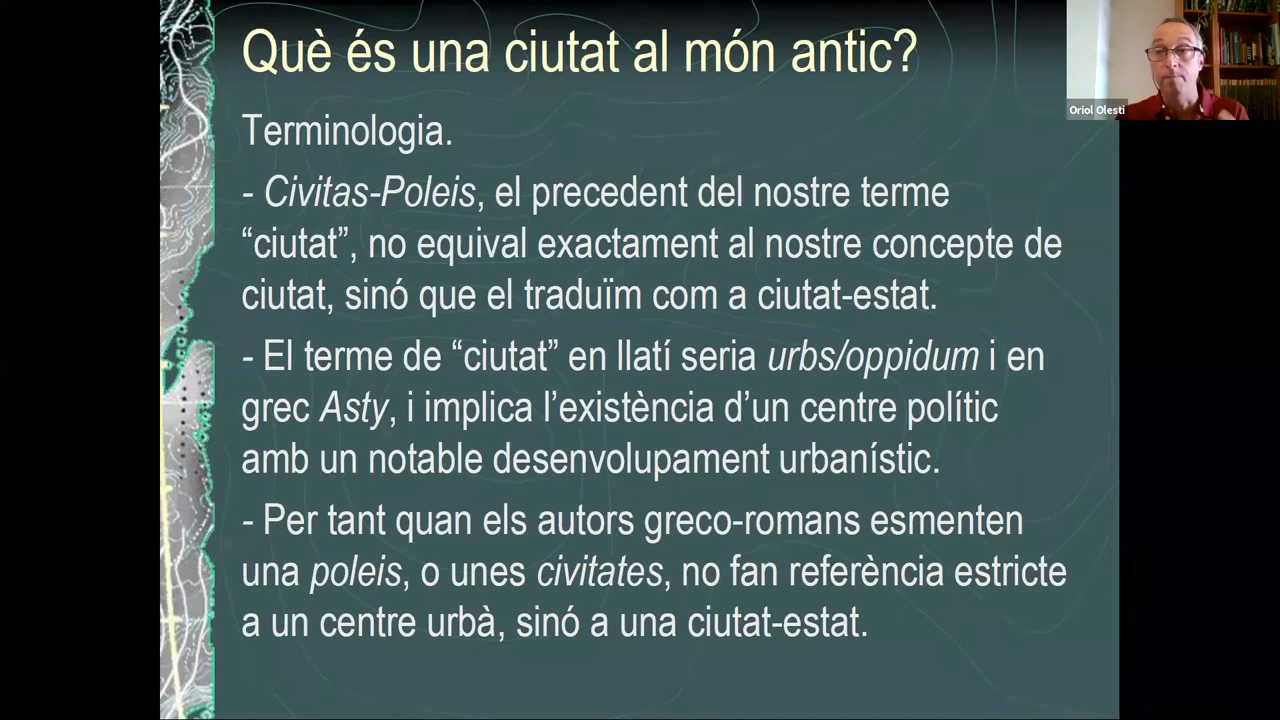 Què és una ciutat al món antic?
Oriol Olesti
Terminologia.
- Civitas-Poleis, el precedent del nostre terme
“ciutat”, no equival exactament al nostre concepte de
ciutat, sinó que el traduïm com a ciutat-estat.
- El terme de “ciutat” en llatí seria urbs/oppidum i en
grec Asty, i implica l’existència d’un centre polític
amb un notable desenvolupament urbanístic.
- Per tant quan els autors greco-romans esmenten
una poleis, o unes civitates, no fan referència estricte
a un centre urbà, sinó a una ciutat-estat.